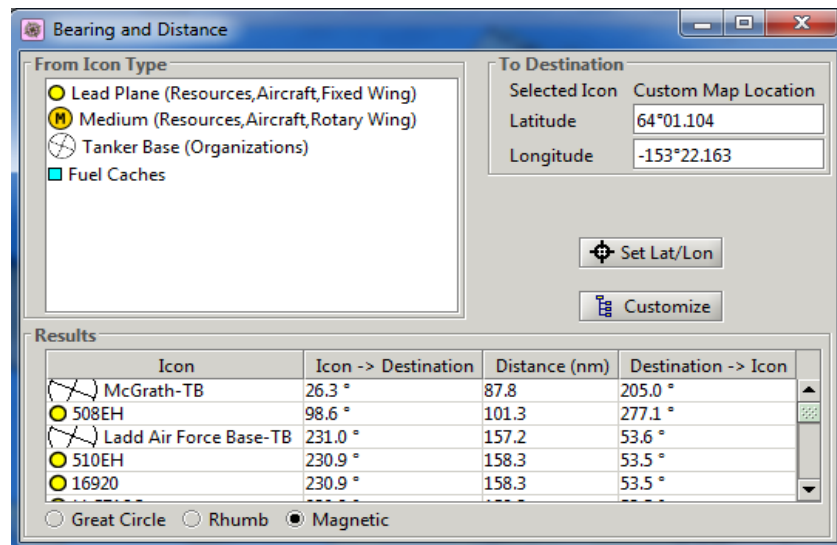 Bearing and Distance
From Icon Type
Lead Plane (Resources,Aircraft,Fixed Wing)
M Medium (Resources,Aircraft,Rotary Wing)
Tanker Base (Organizations)
Fuel Caches
To Destination
Selected Icon Custom Map Location
Latitude 64°01.104
Longitude -153°22.163
Set Lat/Lon
Customize
Results
Icon Icon -> Destination Distance (nm) Destination -> Icon
McGrath-TB 26.3 ° 87.8 205.0 °
508EH 98.6 ° 101.3 277.1 °
Ladd Air Force Base-TB 231.0 ° 157.2 53.6 °
510EH 230.9 ° 158.3 53.5 °
16920 230.9 ° 158.3 53.5 °
Great Circle Rhumb Magnetic